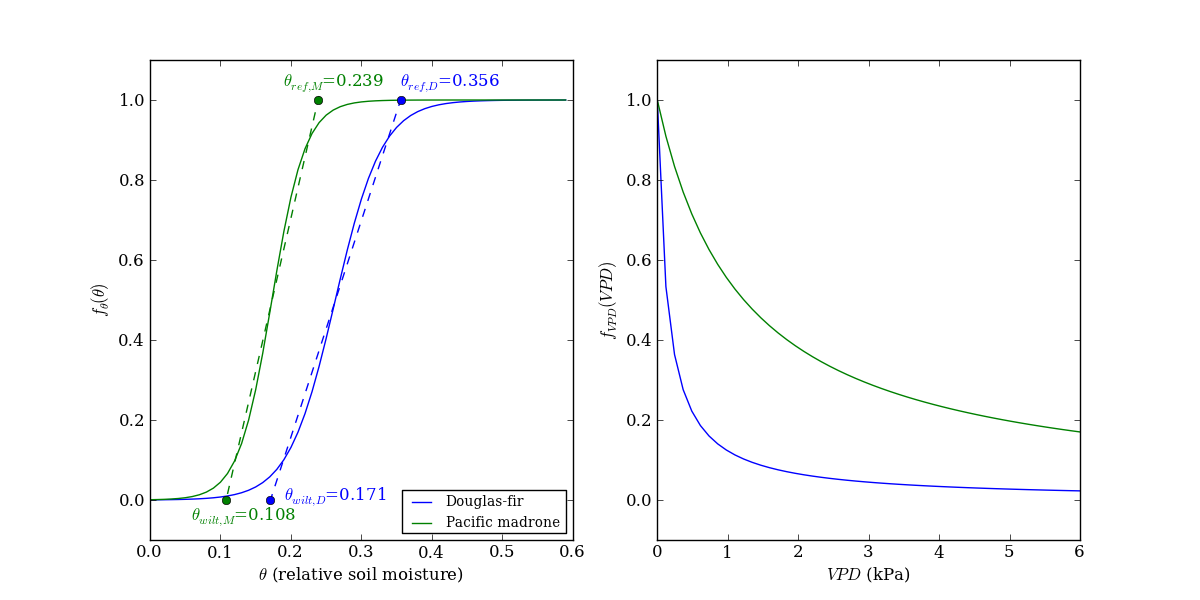 θref,M=0.239 θref,D=0.356
1.0
0.8
0.6
0.4
0.2
0.0
fθ(θ)
θwilt,D=0.171
θwilt,M=0.108
Douglas-fir
Pacific madrone
0.0 0.1 0.2 0.3 0.4 0.5 0.6
θ (relative soil moisture)
1.0
0.8
0.6
0.4
0.2
0.0
fVPD(VPD)
0 1 2 3 4 5 6
VPD (kPa)